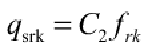 q_srk = C_2 f_rk